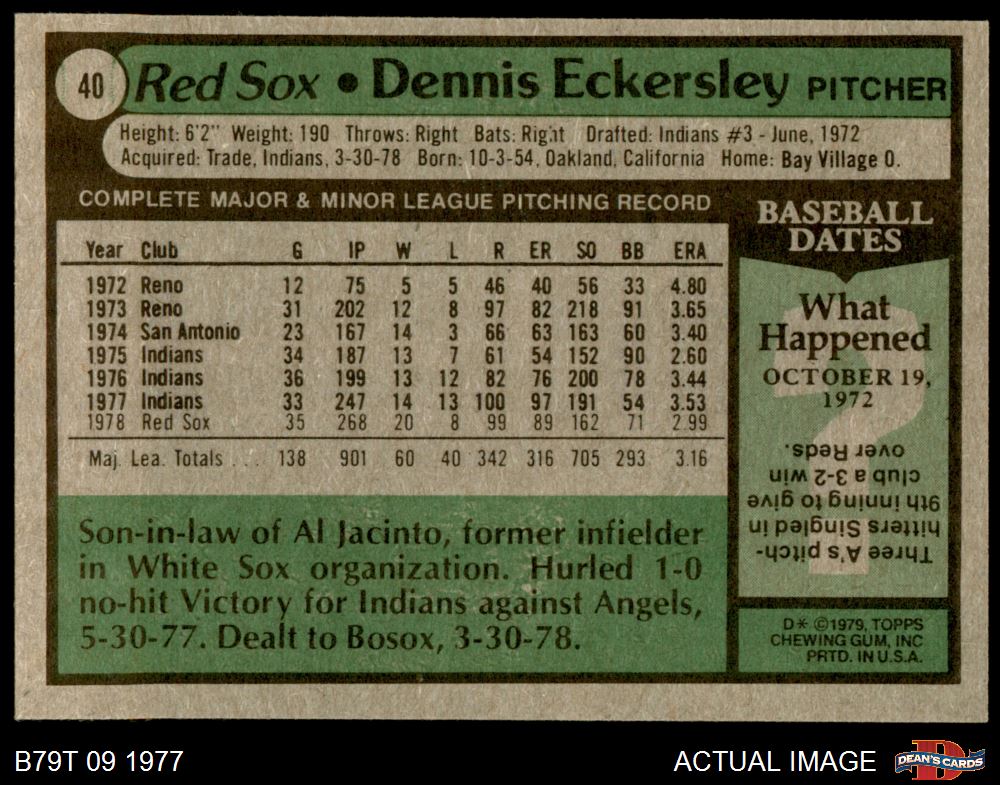 40 Red Sox • Dennis Eckersley PITCHER
Height: 6'2" Weight: 190 Throws: Right Bats: Right Drafted: Indians #3 - June, 1972
Acquired: Trade, Indians, 3-30-78 Born: 10-3-54, Oakland, California Home: Bay Village O.
COMPLETE MAJOR & MINOR LEAGUE PITCHING RECORD
Year Club G IP W L R ER SO BB ERA
1972 Reno 12 75 5 5 46 40 56 33 4.80
1973 Reno 31 202 12 8 97 82 218 91 3.65
1974 San Antonio 23 167 14 3 66 63 163 60 3.40
1975 Indians 34 187 13 7 61 54 152 90 2.60
1976 Indians 36 199 13 12 82 76 200 78 3.44
1977 Indians 33 247 14 13 100 97 191 54 3.53
1978 Red Sox 35 268 20 8 99 89 162 71 2.99
Maj. Lea. Totals ... 138 901 60 40 342 316 705 293 3.16
Son-in-law of Al Jacinto, former infielder
in White Sox organization. Hurled 1-0
no-hit Victory for Indians against Angels,
5-30-77. Dealt to Bosox, 3-30-78.
BASEBALL
DATES
What
Happened
OCTOBER 19,
1972
Three A's pitch-
hitters Singled in
9th inning to give
club a 3-2 win
over Reds.
D* ©1979, TOPPS
CHEWING GUM, INC
PRTD. IN U.S.A.
B79T 09 1977
ACTUAL IMAGE
DEAN'S CARDS